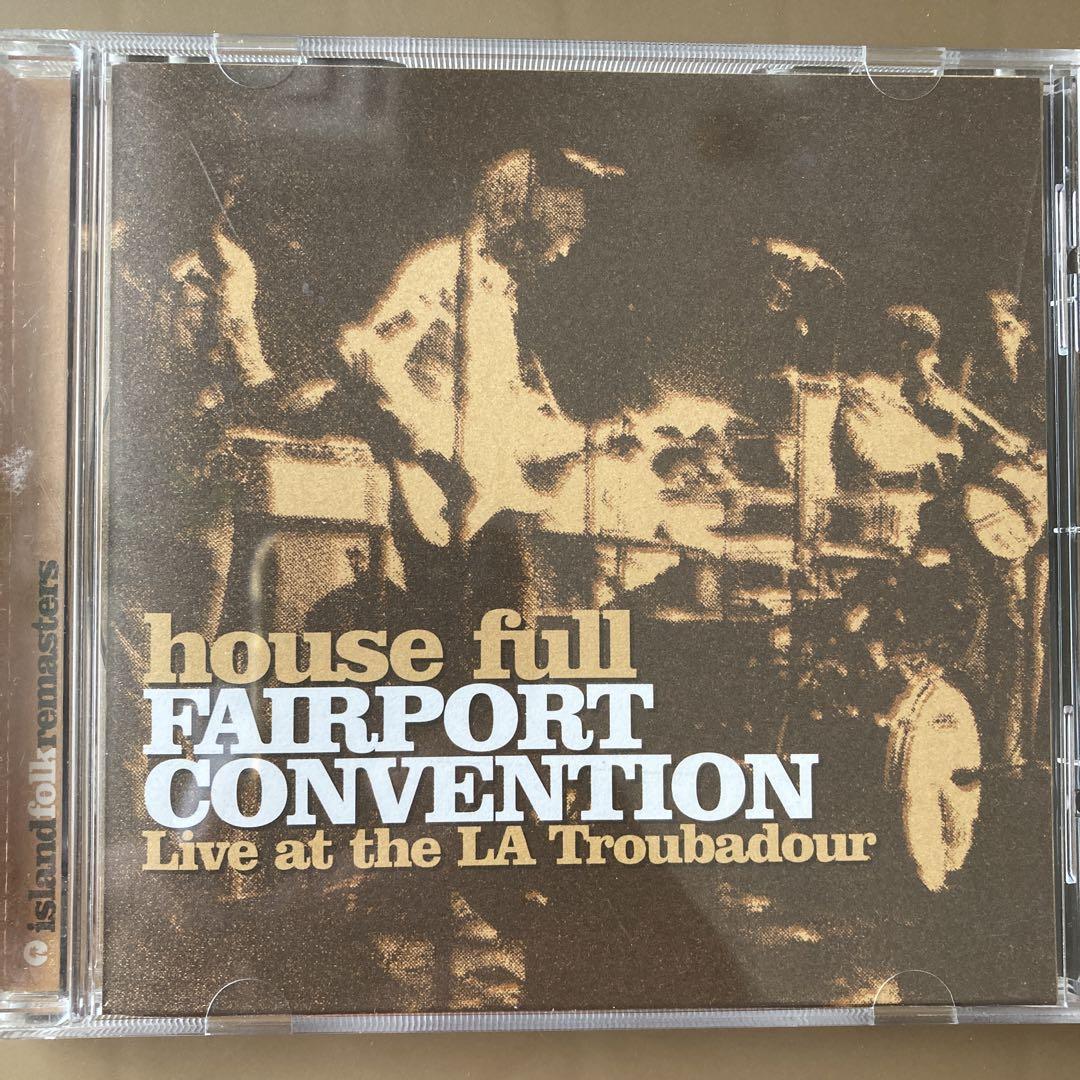 house full
FAIRPORT
CONVENTION
Live at the LA Troubadour
island folk remasters